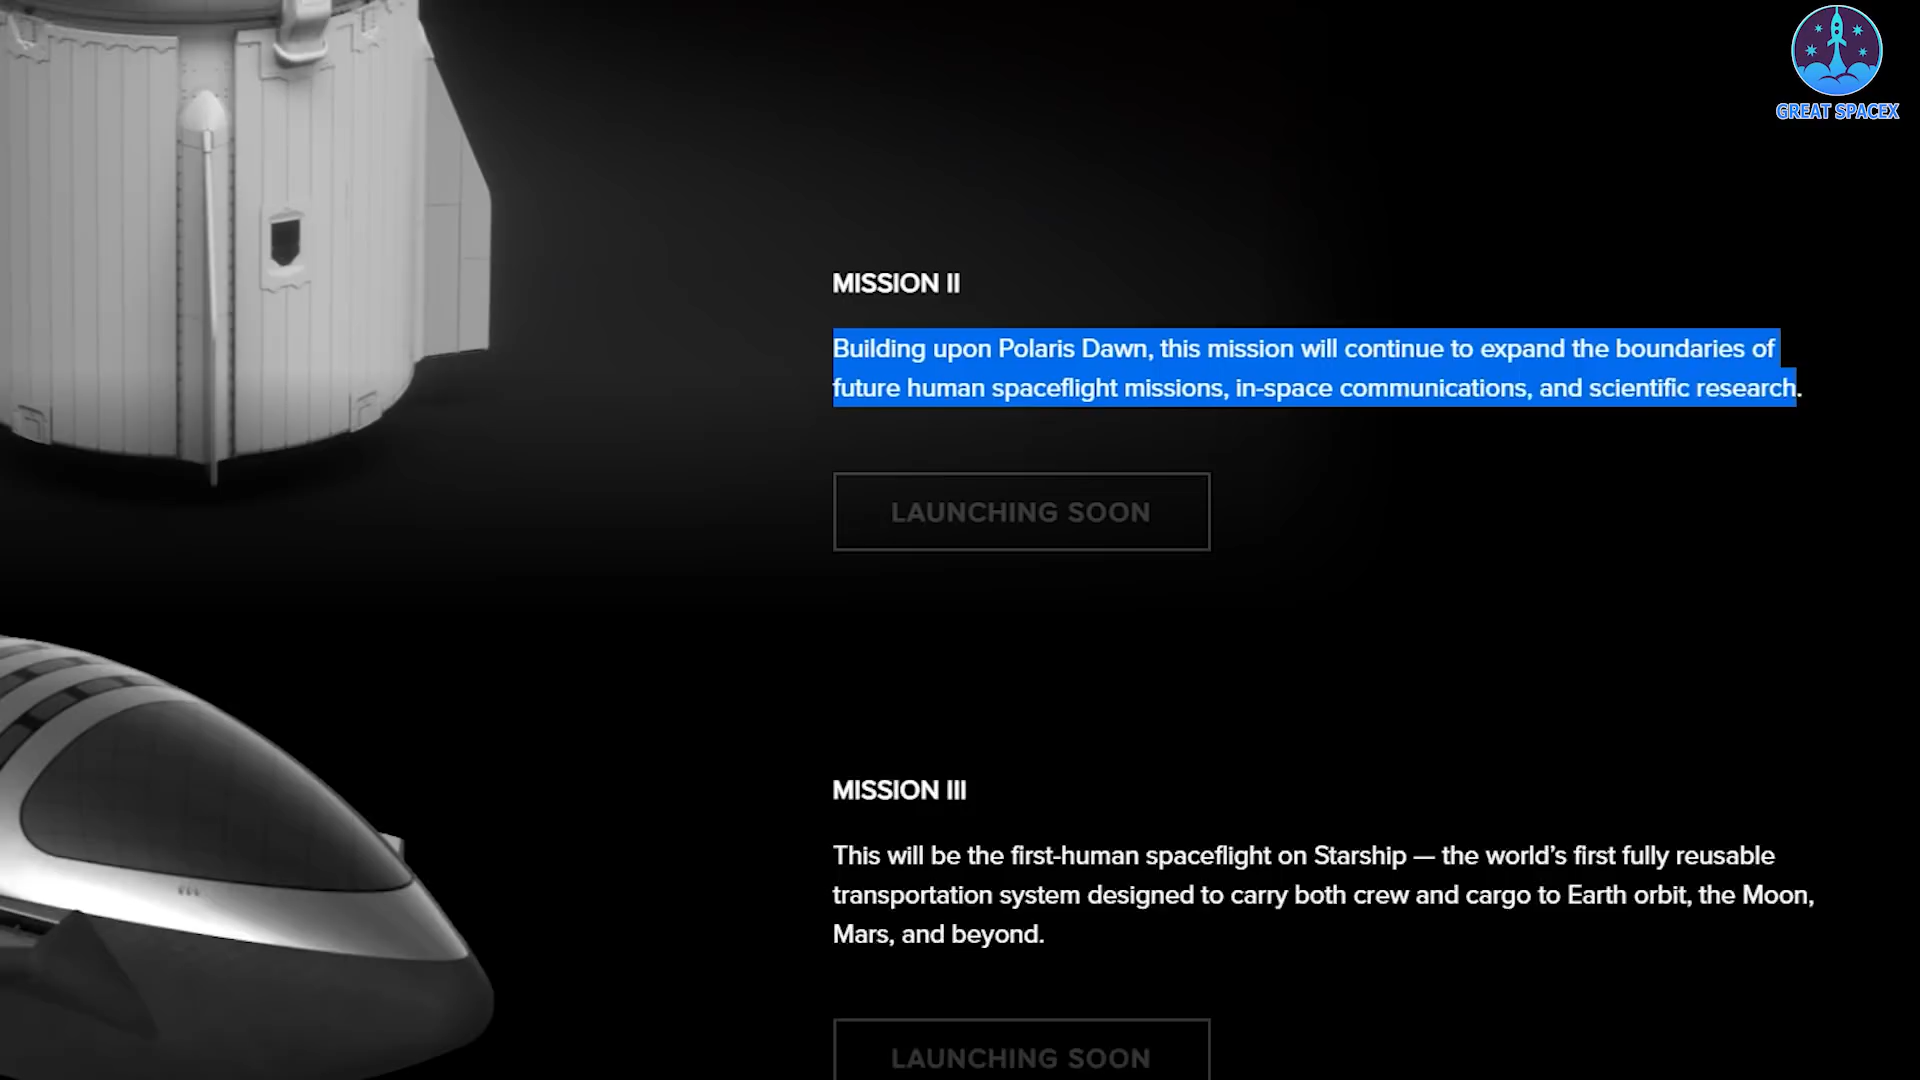 GREAT SPACEX
MISSION II
Building upon Polaris Dawn, this mission will continue to expand the boundaries of
future human spaceflight missions, in-space communications, and scientific research.
LAUNCHING SOON
MISSION III
This will be the first-human spaceflight on Starship — the world’s first fully reusable
transportation system designed to carry both crew and cargo to Earth orbit, the Moon,
Mars, and beyond.
LAUNCHING SOON